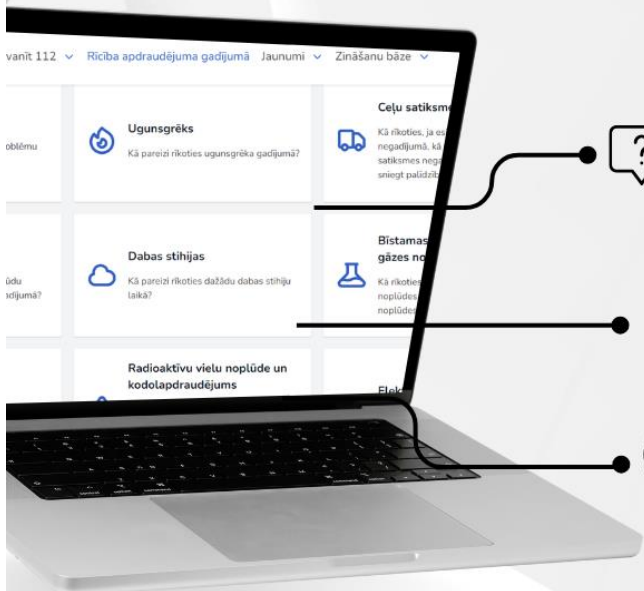 vanīt 112 Rīcība apdraudējuma gadījumā Jaunumi Zināšanu bāze
oblēmu
Ugunsgrēks
Kā pareizi rīkoties ugunsgrēka gadījumā?
Ceļu satiksme
Kā rīkoties, ja es
negadījumā, kā
satiksmes nega
sniegt palīdzīb
ūdu
adījumā?
Dabas stihijas
Kā pareizi rīkoties dažādu dabas stihiju
laikā?
Bīstamas
gāzes no
Kā rīkoties
noplūdes
noplūdes
Radioaktīvu vielu noplūde un
kodolapdraudējums
Elek
?